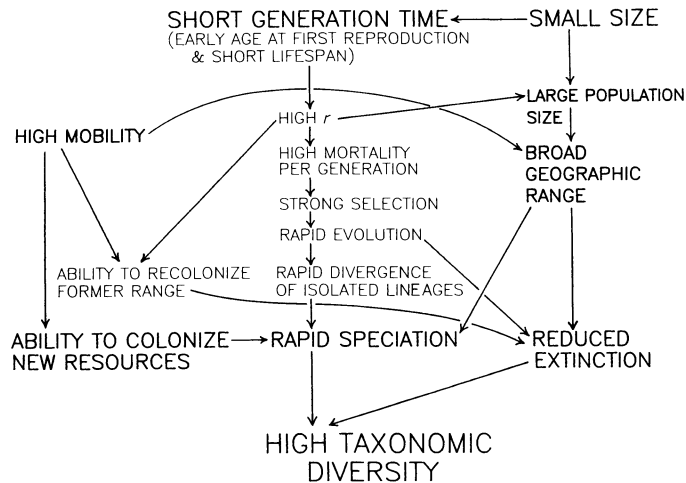 SHORT GENERATION TIME
SMALL SIZE
(EARLY AGE AT FIRST REPRODUCTION
& SHORT LIFESPAN)
HIGH r
LARGE POPULATION
SIZE
HIGH MOBILITY
HIGH MORTALITY
PER GENERATION
BROAD
GEOGRAPHIC
RANGE
STRONG SELECTION
RAPID EVOLUTION
ABILITY TO RECOLONIZE
FORMER RANGE
RAPID DIVERGENCE
OF ISOLATED LINEAGES
ABILITY TO COLONIZE
NEW RESOURCES
RAPID SPECIATION
REDUCED
EXTINCTION
HIGH TAXONOMIC
DIVERSITY